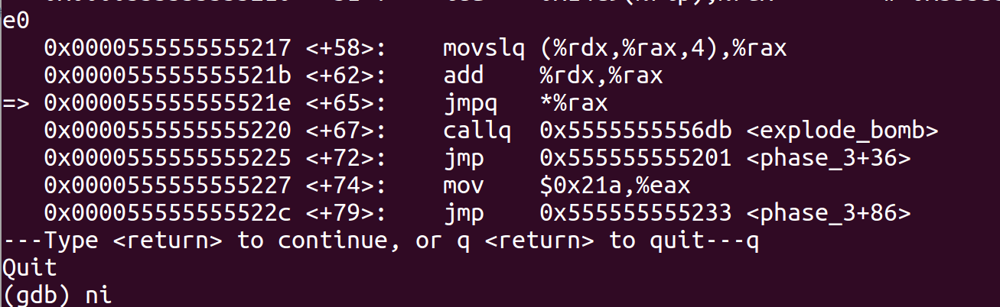 e0
   0x0000555555555217 <+58>:    movslq (%rdx,%rax,4),%rax
   0x000055555555521b <+62>:    add    %rdx,%rax
=> 0x000055555555521e <+65>:    jmpq   *%rax
   0x0000555555555220 <+67>:    callq  0x5555555556db <explode_bomb>
   0x0000555555555225 <+72>:    jmp    0x555555555201 <phase_3+36>
   0x0000555555555227 <+74>:    mov    $0x21a,%eax
   0x000055555555522c <+79>:    jmp    0x555555555233 <phase_3+86>
---Type <return> to continue, or q <return> to quit---q
Quit
(gdb) ni